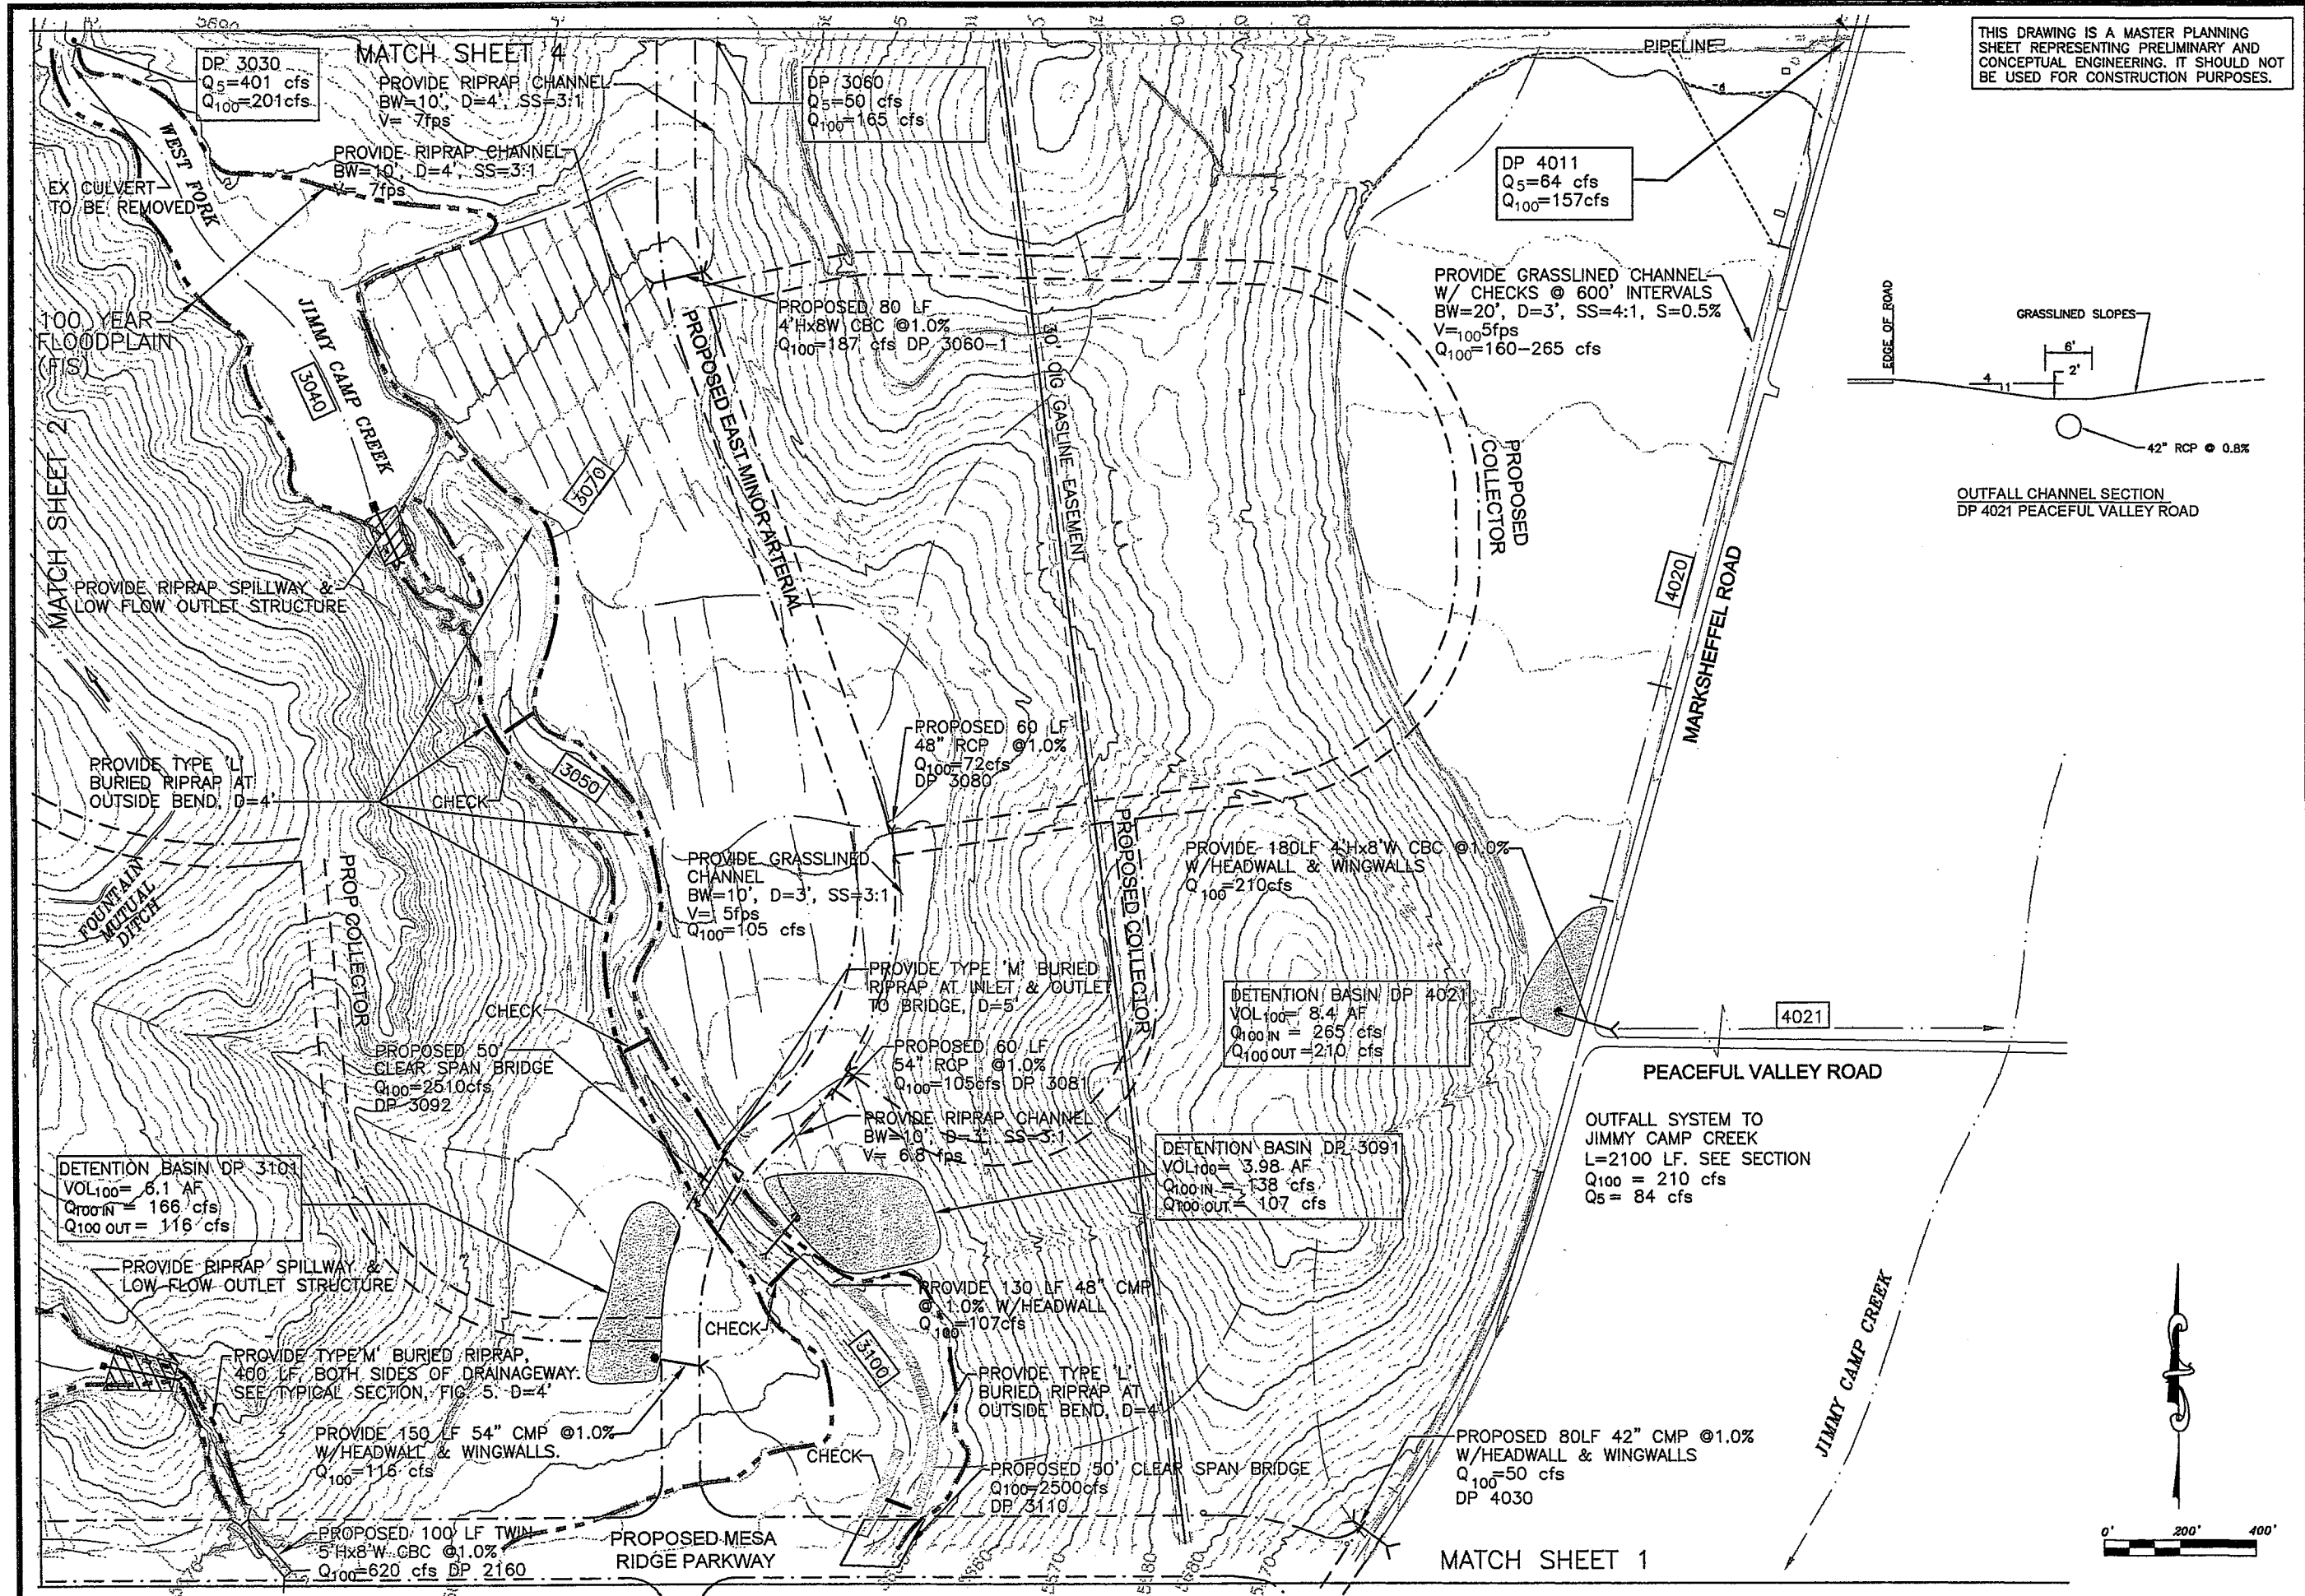 MATCH SHEET 4
DP 3030
Q5=401 cfs
Q100=201cfs
PROVIDE RIPRAP CHANNEL
BW=10', D=4', SS=3:1
V= 7fps
PROVIDE RIPRAP CHANNEL
BW=10', D=4', SS=3:1
V= 7fps
DP 3060
Q5=50 cfs
Q100=165 cfs
PIPELINE
THIS DRAWING IS A MASTER PLANNING
SHEET REPRESENTING PRELIMINARY AND
CONCEPTUAL ENGINEERING. IT SHOULD NOT
BE USED FOR CONSTRUCTION PURPOSES.
WEST FORK
EX CULVERT
TO BE REMOVED
DP 4011
Q5=64 cfs
Q100=157cfs
100 YEAR
FLOODPLAIN
(FIS)
JIMMY CAMP CREEK
3040
PROPOSED 80 LF
4'Hx8W CBC @1.0%
Q100=187 cfs DP 3060-1
PROPOSED EAST MINOR ARTERIAL
30' CIG GASLINE EASEMENT
PROVIDE GRASSLINED CHANNEL
W/ CHECKS @ 600' INTERVALS
BW=20', D=3', SS=4:1, S=0.5%
V=100 5fps
Q100=160-265 cfs
EDGE OF ROAD
GRASSLINED SLOPES
6'
2'
4
1
42" RCP @ 0.8%
OUTFALL CHANNEL SECTION
DP 4021 PEACEFUL VALLEY ROAD
MATCH SHEET 2
3070
PROPOSED
COLLECTOR
PROVIDE RIPRAP SPILLWAY &
LOW FLOW OUTLET STRUCTURE
4020
MARKSHEFFEL ROAD
PROPOSED 60 LF
48" RCP @1.0%
Q100=72cfs
DP 3080
PROVIDE TYPE 'L'
BURIED RIPRAP AT
OUTSIDE BEND, D=4'
CHECK
3050
FOUNTAIN
MUTUAL
DITCH
PROP COLLECTOR
PROVIDE GRASSLINED
CHANNEL
BW=10', D=3', SS=3:1
V= 5fps
Q100=105 cfs
PROPOSED COLLECTOR
PROVIDE 180LF 4'Hx8'W CBC @1.0%
W/HEADWALL & WINGWALLS
Q100=210cfs
PROVIDE TYPE 'M' BURIED
RIPRAP AT INLET & OUTLET
TO BRIDGE, D=5'
CHECK
DETENTION BASIN DP 4021
VOL100= 8.4 AF
Q100 IN = 265 cfs
Q100 OUT =210 cfs
4021
PEACEFUL VALLEY ROAD
PROPOSED 50'
CLEAR SPAN BRIDGE
Q100=2510cfs
DP 3092
PROPOSED 60 LF
54" RCP @1.0%
Q100=105cfs DP 3081
PROVIDE RIPRAP CHANNEL
BW=10', D=3', SS=3:1
V= 6.8 fps
OUTFALL SYSTEM TO
JIMMY CAMP CREEK
L=2100 LF. SEE SECTION
Q100 = 210 cfs
Q5 = 84 cfs
DETENTION BASIN DP 3091
VOL100= 3.98 AF
Q100 IN = 138 cfs
Q100 OUT = 107 cfs
DETENTION BASIN DP 3101
VOL100= 6.1 AF
Q100 IN = 166 cfs
Q100 OUT = 116 cfs
PROVIDE RIPRAP SPILLWAY &
LOW FLOW OUTLET STRUCTURE
PROVIDE 130 LF 48" CMP
@ 1.0% W/HEADWALL
Q100=107cfs
CHECK
3100
PROVIDE TYPE 'M' BURIED RIPRAP,
400 LF, BOTH SIDES OF DRAINAGEWAY.
SEE TYPICAL SECTION, FIG. 5. D=4'
PROVIDE TYPE 'L'
BURIED RIPRAP AT
OUTSIDE BEND, D=4'
JIMMY CAMP CREEK
PROVIDE 150 LF 54" CMP @1.0%
W/HEADWALL & WINGWALLS.
Q100=116 cfs
CHECK
PROPOSED 50' CLEAR SPAN BRIDGE
Q100=2500cfs
DP 3110
PROPOSED 80LF 42" CMP @1.0%
W/HEADWALL & WINGWALLS
Q100=50 cfs
DP 4030
PROPOSED 100 LF TWIN
5'Hx8'W CBC @1.0%
Q100=620 cfs DP 2160
PROPOSED MESA
RIDGE PARKWAY
MATCH SHEET 1
0' 200' 400'
5570
5580
5680